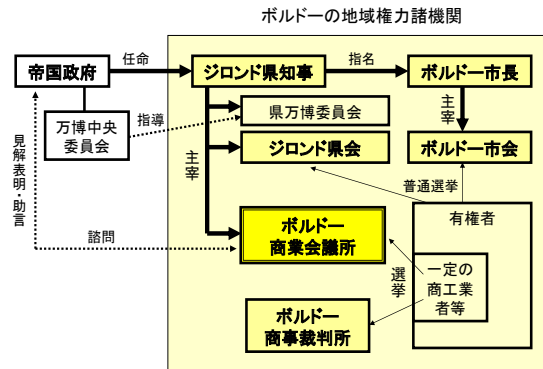 ボルドーの地域権力諸機関
帝国政府
任命
ジロンド県知事
指名
ボルドー市長
万博中央
委員会
指導
県万博委員会
主宰
主宰
ジロンド県会
ボルドー市会
見解表明・助言
普通選挙
有権者
諮問
ボルドー
商業会議所
選挙
一定の
商工業
者等
ボルドー
商事裁判所